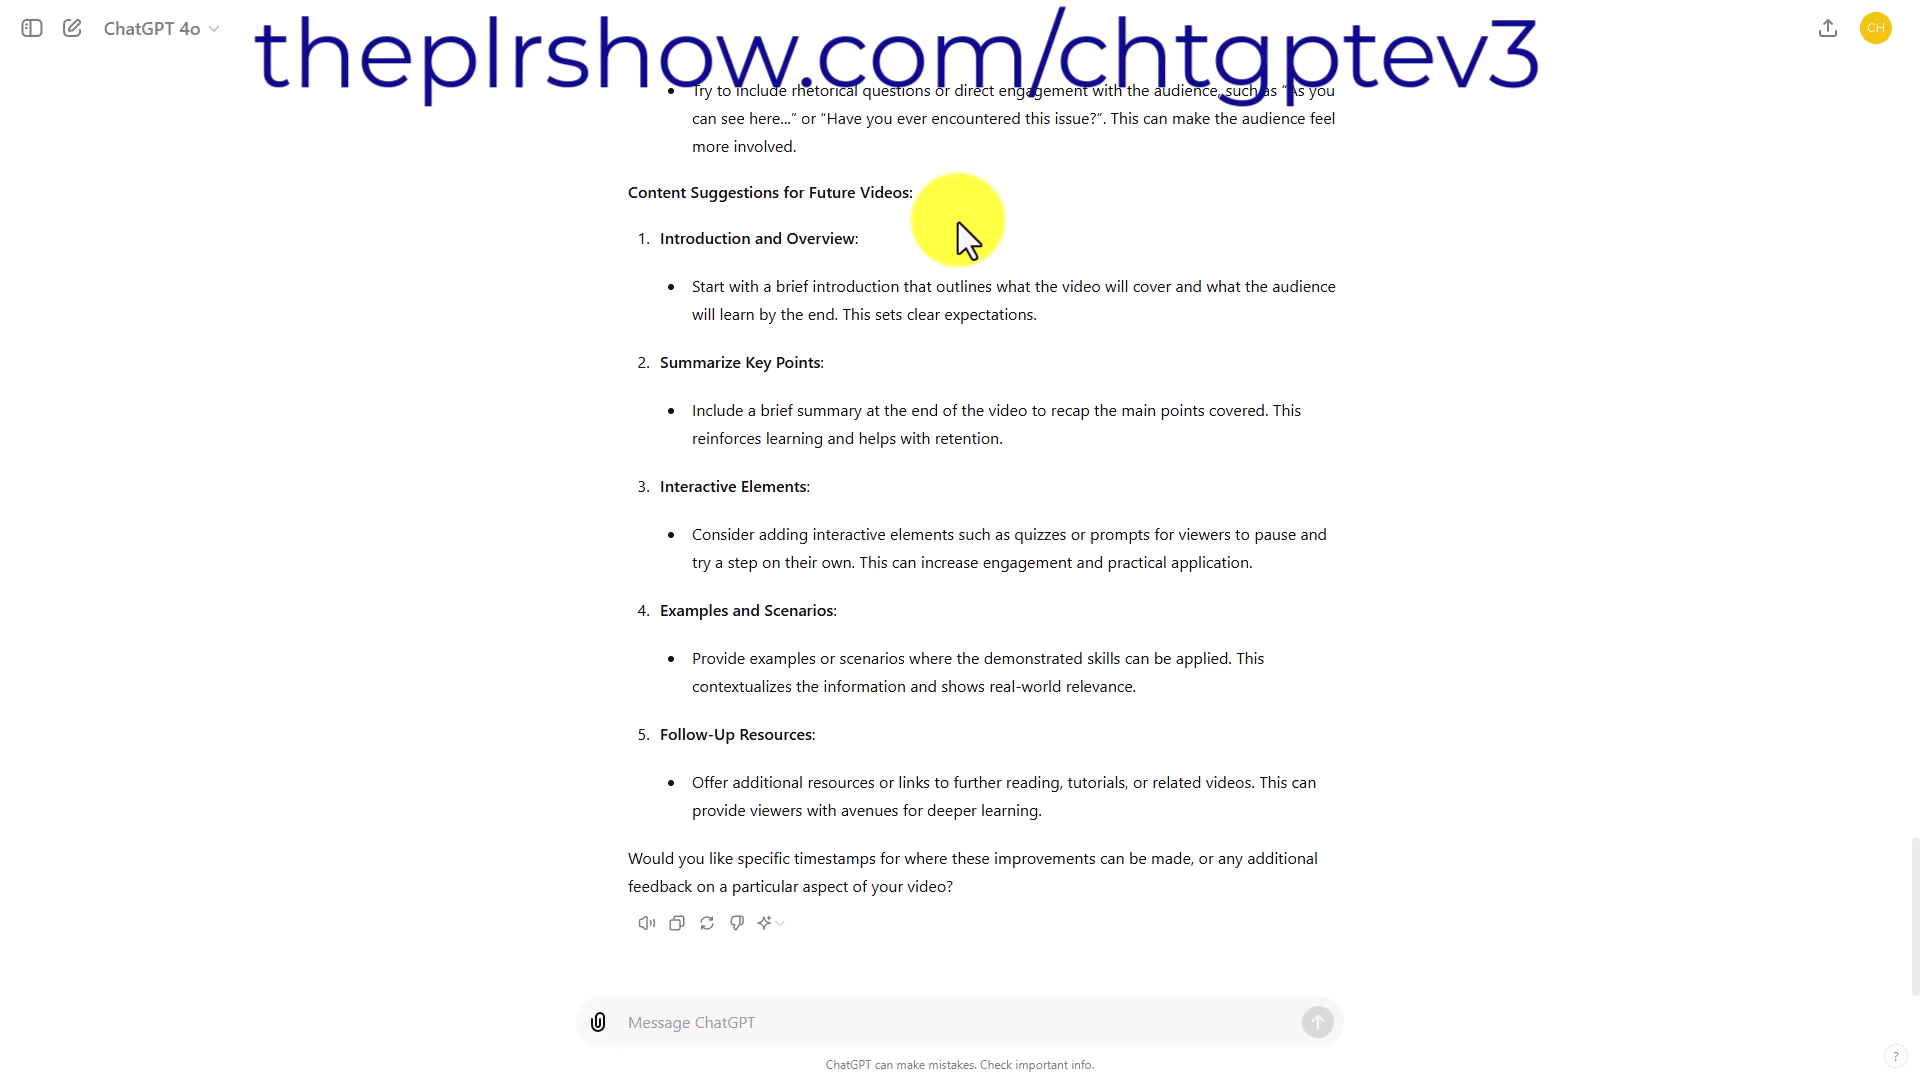 ChatGPT 4o
theplrshow.com/chtgptev3
CH
Try to include rhetorical questions or direct engagement with the audience, such as “As you
can see here...” or “Have you ever encountered this issue?”. This can make the audience feel
more involved.
Content Suggestions for Future Videos:
1. Introduction and Overview:
Start with a brief introduction that outlines what the video will cover and what the audience
will learn by the end. This sets clear expectations.
2. Summarize Key Points:
Include a brief summary at the end of the video to recap the main points covered. This
reinforces learning and helps with retention.
3. Interactive Elements:
Consider adding interactive elements such as quizzes or prompts for viewers to pause and
try a step on their own. This can increase engagement and practical application.
4. Examples and Scenarios:
Provide examples or scenarios where the demonstrated skills can be applied. This
contextualizes the information and shows real-world relevance.
5. Follow-Up Resources:
Offer additional resources or links to further reading, tutorials, or related videos. This can
provide viewers with avenues for deeper learning.
Would you like specific timestamps for where these improvements can be made, or any additional
feedback on a particular aspect of your video?
Message ChatGPT
ChatGPT can make mistakes. Check important info.
?